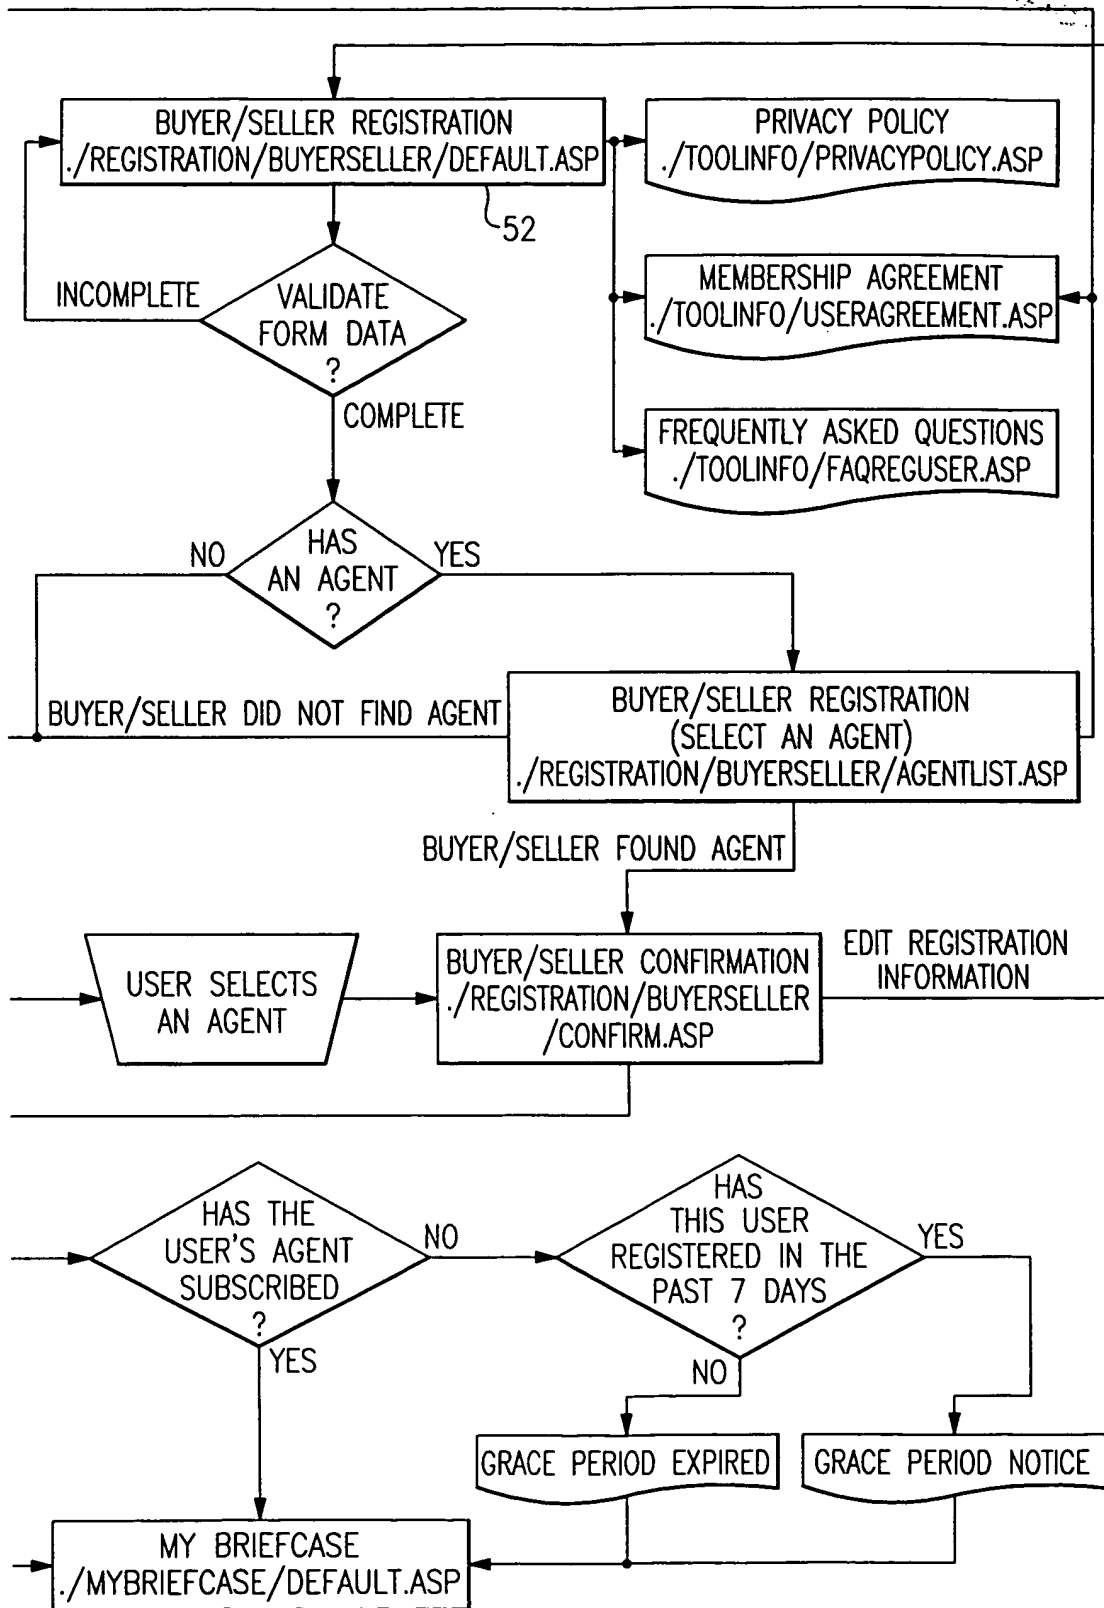 BUYER/SELLER REGISTRATION
./REGISTRATION/BUYERSELLER/DEFAULT.ASP
52
PRIVACY POLICY
./TOOLINFO/PRIVACYPOLICY.ASP
INCOMPLETE
VALIDATE
FORM DATA
?
MEMBERSHIP AGREEMENT
./TOOLINFO/USERAGREEMENT.ASP
COMPLETE
FREQUENTLY ASKED QUESTIONS
./TOOLINFO/FAQREGUSER.ASP
NO
HAS
AN AGENT
?
YES
BUYER/SELLER DID NOT FIND AGENT
BUYER/SELLER REGISTRATION
(SELECT AN AGENT)
./REGISTRATION/BUYERSELLER/AGENTLIST.ASP
BUYER/SELLER FOUND AGENT
USER SELECTS
AN AGENT
BUYER/SELLER CONFIRMATION
./REGISTRATION/BUYERSELLER
/CONFIRM.ASP
EDIT REGISTRATION
INFORMATION
HAS THE
USER'S AGENT
SUBSCRIBED
?
NO
YES
HAS
THIS USER
REGISTERED IN THE
PAST 7 DAYS
?
YES
NO
GRACE PERIOD EXPIRED
GRACE PERIOD NOTICE
MY BRIEFCASE
./MYBRIEFCASE/DEFAULT.ASP